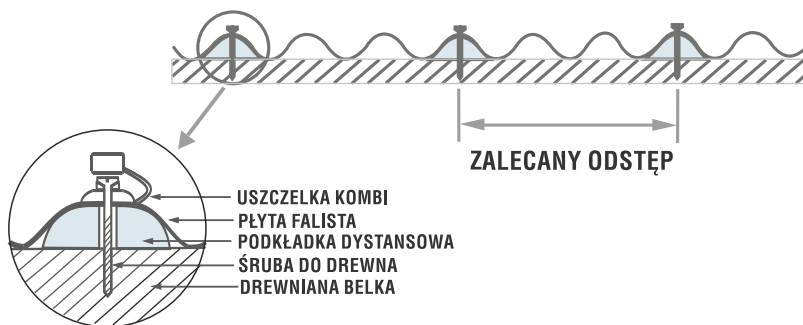 ZALECANY ODSTĘP
USZCZELKA KOMBI
PŁYTA FALISTA
PODKŁADKA DYSTANSOWA
ŚRUBA DO DREWNA
DREWNIANA BELKA